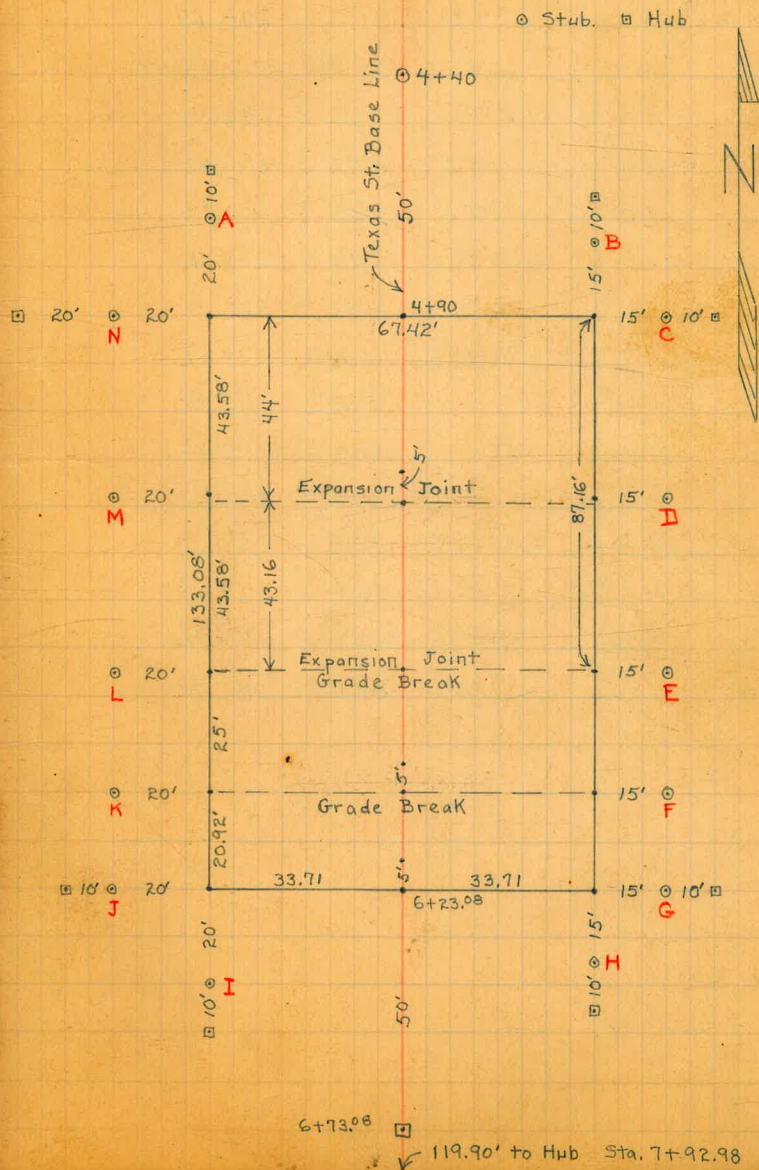 Stub. Hub
4+40
Texas St. Base Line
50'
N
10'
A
20'
10'
B
15'
4+90
67.42'
20' N 20'
15' C 10'
43.58'
44'
5'
Expansion Joint
M 20'
15' D
87.16'
133.08'
43.58'
43.16
Expansion Joint
Grade Break
L 20'
15' E
25'
5'
Grade Break
K 20'
15' F
20.92'
33.71
5'
33.71
6+23.08
10' J 20'
15' G 10'
20'
I
10'
15'
H
10'
50'
6+73.08
119.90' to Hub Sta. 7+92.98